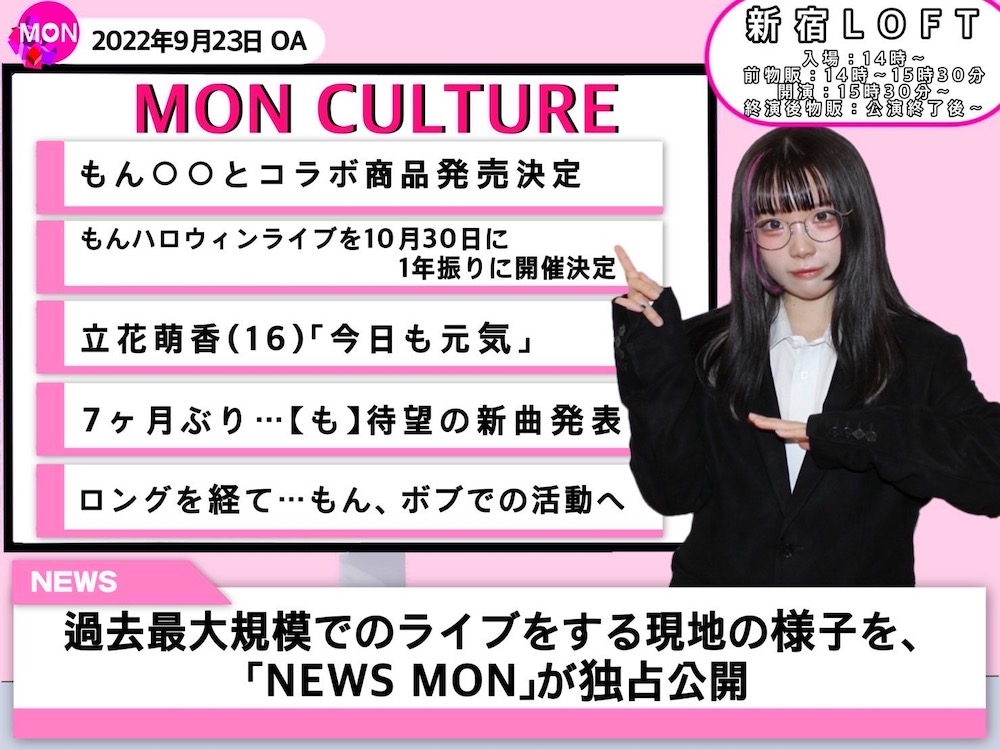 MON
2022年9月23日 OA
新宿LOFT
入場：14時～
前物販：14時～15時30分
開演：15時30分～
終演後物販：公演終了後～
MON CULTURE
もん〇〇とコラボ商品発売決定
もんハロウィンライブを10月30日に
1年振りに開催決定
立花萌香(16)「今日も元気」
7ヶ月ぶり…【も】待望の新曲発表
ロングを経て…もん、ボブでの活動へ
NEWS
過去最大規模でのライブをする現地の様子を、
「NEWS MON」が独占公開